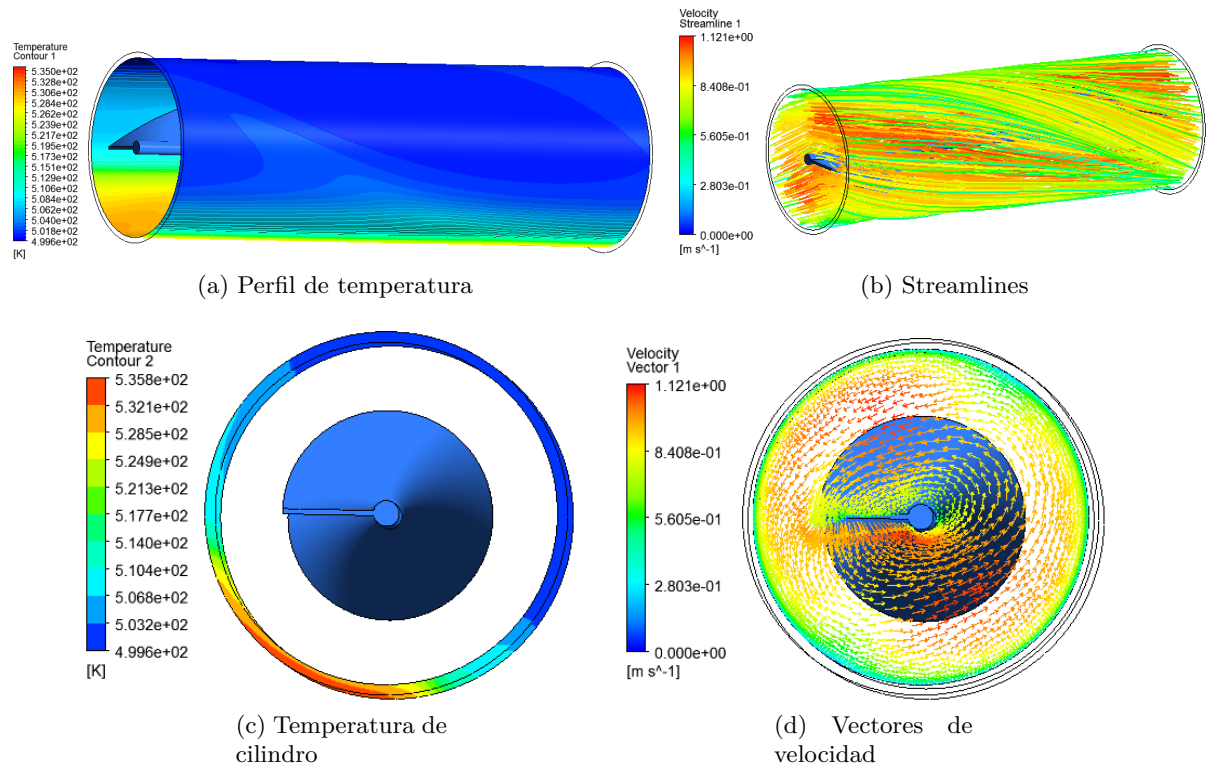 Temperature
Contour 1
5.350e+02
5.328e+02
5.306e+02
5.284e+02
5.262e+02
5.239e+02
5.217e+02
5.195e+02
5.173e+02
5.151e+02
5.129e+02
5.106e+02
5.084e+02
5.062e+02
5.040e+02
5.018e+02
4.996e+02
[K]
(a) Perfil de temperatura
Velocity
Streamline 1
1.121e+00
8.408e-01
5.605e-01
2.803e-01
0.000e+00
[m s^-1]
(b) Streamlines
Temperature
Contour 2
5.358e+02
5.321e+02
5.285e+02
5.249e+02
5.213e+02
5.177e+02
5.140e+02
5.104e+02
5.068e+02
5.032e+02
4.996e+02
[K]
(c) Temperatura de
cilindro
Velocity
Vector 1
1.121e+00
8.408e-01
5.605e-01
2.803e-01
0.000e+00
[m s^-1]
(d) Vectores de
velocidad